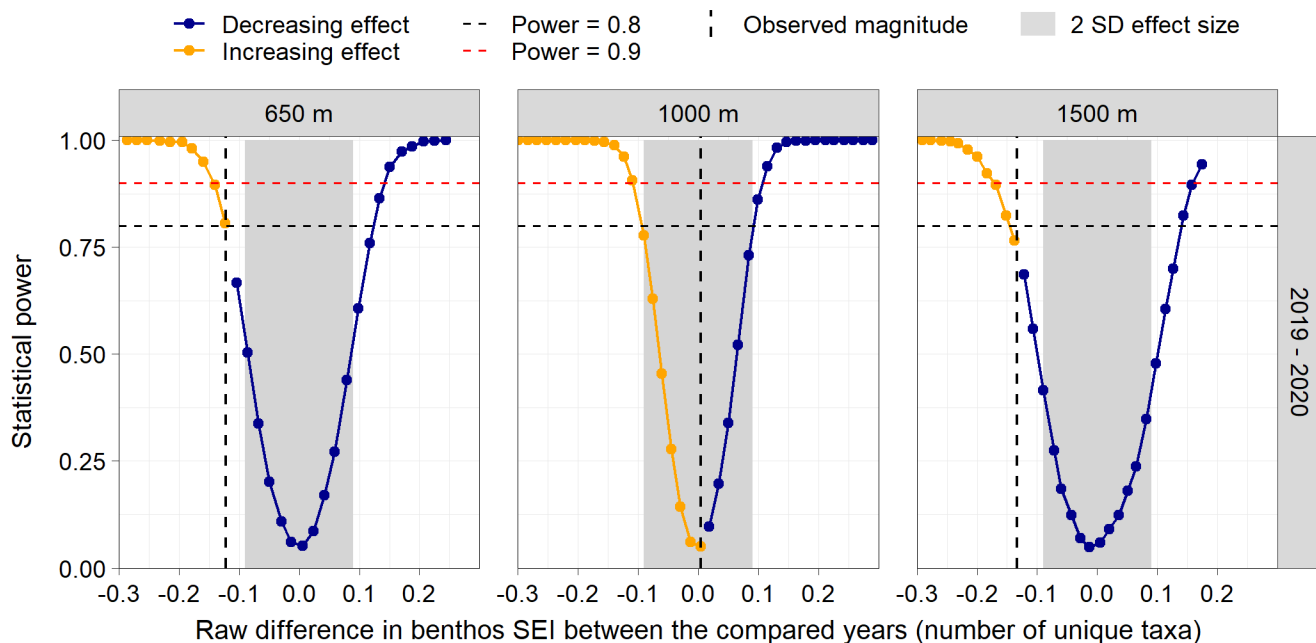 Decreasing effect
Increasing effect
Power = 0.8
Power = 0.9
Observed magnitude
2 SD effect size
650 m
1000 m
1500 m
1.00
0.75
0.50
0.25
0.00
Statistical power
2019 - 2020
-0.3 -0.2 -0.1 0.0 0.1 0.2
-0.3 -0.2 -0.1 0.0 0.1 0.2
-0.3 -0.2 -0.1 0.0 0.1 0.2
Raw difference in benthos SEI between the compared years (number of unique taxa)